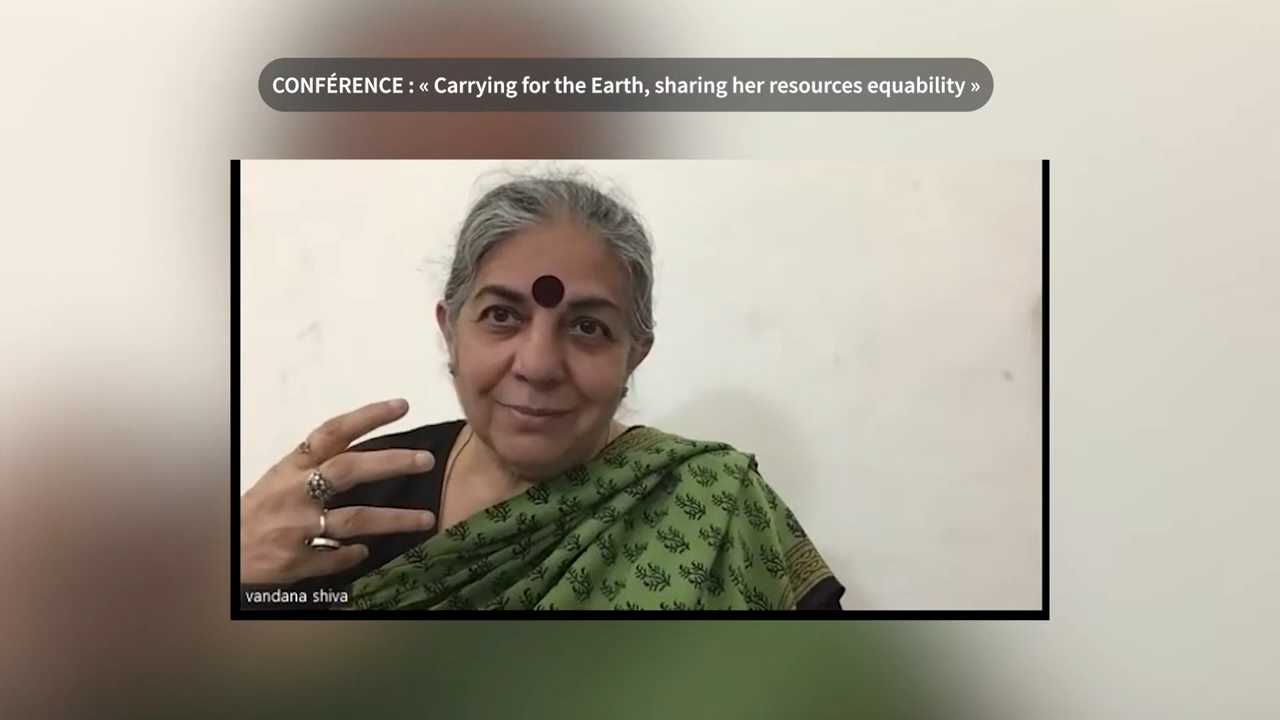 CONFÉRENCE : « Carrying for the Earth, sharing her resources equability »
vandana shiva